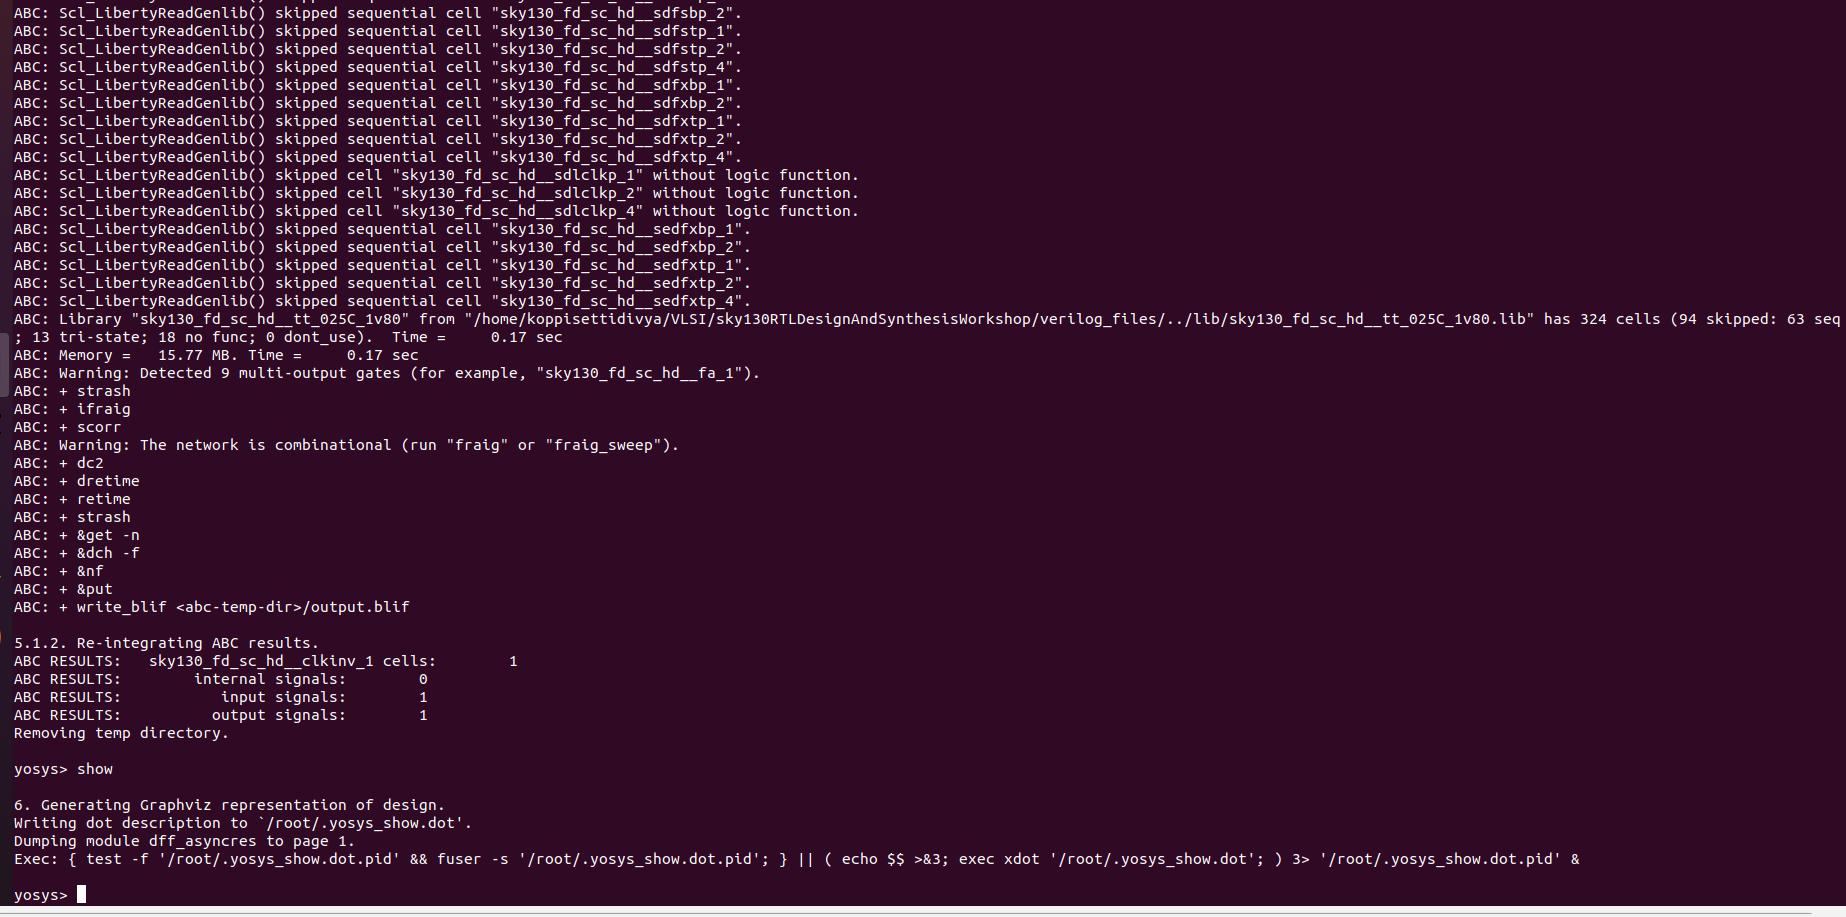 ABC: Scl_LibertyReadGenlib() skipped sequential cell "sky130_fd_sc_hd__sdfsbp_2".
ABC: Scl_LibertyReadGenlib() skipped sequential cell "sky130_fd_sc_hd__sdfstp_1".
ABC: Scl_LibertyReadGenlib() skipped sequential cell "sky130_fd_sc_hd__sdfstp_2".
ABC: Scl_LibertyReadGenlib() skipped sequential cell "sky130_fd_sc_hd__sdfstp_4".
ABC: Scl_LibertyReadGenlib() skipped sequential cell "sky130_fd_sc_hd__sdfxbp_1".
ABC: Scl_LibertyReadGenlib() skipped sequential cell "sky130_fd_sc_hd__sdfxbp_2".
ABC: Scl_LibertyReadGenlib() skipped sequential cell "sky130_fd_sc_hd__sdfxtp_1".
ABC: Scl_LibertyReadGenlib() skipped sequential cell "sky130_fd_sc_hd__sdfxtp_2".
ABC: Scl_LibertyReadGenlib() skipped sequential cell "sky130_fd_sc_hd__sdfxtp_4".
ABC: Scl_LibertyReadGenlib() skipped cell "sky130_fd_sc_hd__sdlclkp_1" without logic function.
ABC: Scl_LibertyReadGenlib() skipped cell "sky130_fd_sc_hd__sdlclkp_2" without logic function.
ABC: Scl_LibertyReadGenlib() skipped cell "sky130_fd_sc_hd__sdlclkp_4" without logic function.
ABC: Scl_LibertyReadGenlib() skipped sequential cell "sky130_fd_sc_hd__sedfxbp_1".
ABC: Scl_LibertyReadGenlib() skipped sequential cell "sky130_fd_sc_hd__sedfxbp_2".
ABC: Scl_LibertyReadGenlib() skipped sequential cell "sky130_fd_sc_hd__sedfxtp_1".
ABC: Scl_LibertyReadGenlib() skipped sequential cell "sky130_fd_sc_hd__sedfxtp_2".
ABC: Scl_LibertyReadGenlib() skipped sequential cell "sky130_fd_sc_hd__sedfxtp_4".
ABC: Library "sky130_fd_sc_hd__tt_025C_1v80" from "/home/koppisettidivya/VLSI/sky130RTLDesignAndSynthesisWorkshop/verilog_files/../lib/sky130_fd_sc_hd__tt_025C_1v80.lib" has 324 cells (94 skipped: 63 seq
; 13 tri-state; 18 no func; 0 dont_use).  Time =     0.17 sec
ABC: Memory =   15.77 MB. Time =     0.17 sec
ABC: Warning: Detected 9 multi-output gates (for example, "sky130_fd_sc_hd__fa_1").
ABC: + strash
ABC: + ifraig
ABC: + scorr
ABC: Warning: The network is combinational (run "fraig" or "fraig_sweep").
ABC: + dc2
ABC: + dretime
ABC: + retime
ABC: + strash
ABC: + &get -n
ABC: + &dch -f
ABC: + &nf
ABC: + &put
ABC: + write_blif <abc-temp-dir>/output.blif
5.1.2. Re-integrating ABC results.
ABC RESULTS:   sky130_fd_sc_hd__clkinv_1 cells:        1
ABC RESULTS:        internal signals:        0
ABC RESULTS:           input signals:        1
ABC RESULTS:          output signals:        1
Removing temp directory.
yosys> show
6. Generating Graphviz representation of design.
Writing dot description to `/root/.yosys_show.dot'.
Dumping module dff_asyncres to page 1.
Exec: { test -f '/root/.yosys_show.dot.pid' && fuser -s '/root/.yosys_show.dot.pid'; } || ( echo $$ >&3; exec xdot '/root/.yosys_show.dot'; ) 3> '/root/.yosys_show.dot.pid' &
yosys>